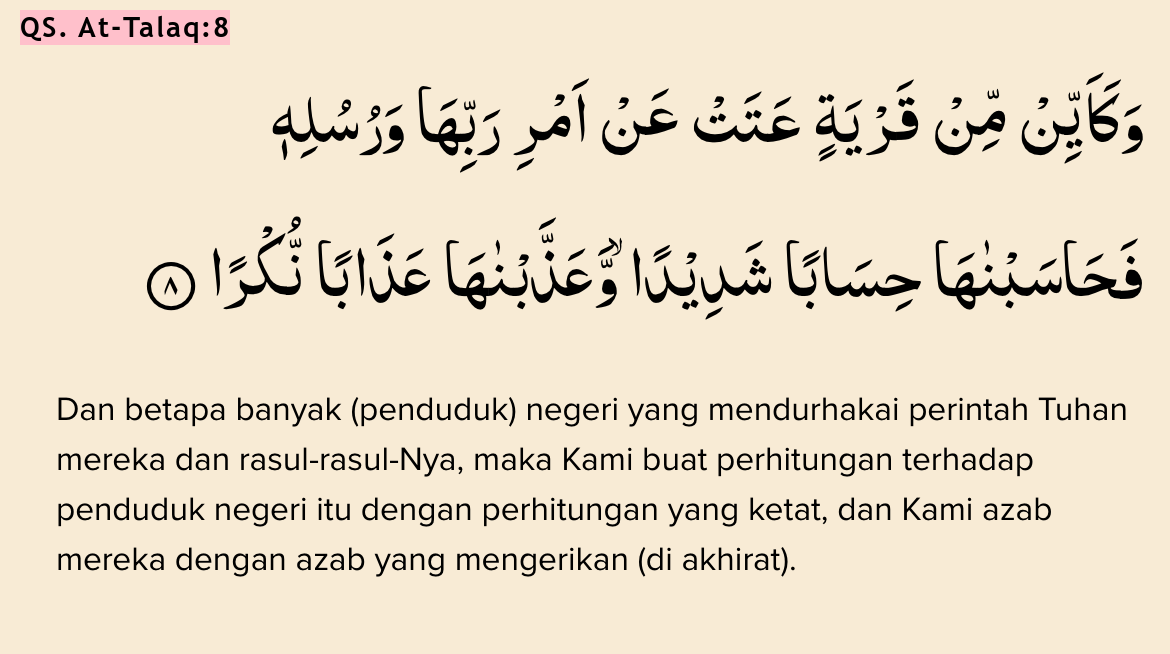 QS. At-Talaq:8
وَكَاَيِّنْ مِّنْ قَرْيَةٍ عَتَتْ عَنْ اَمْرِ رَبِّهَا وَرُسُلِهٖ
فَحَاسَبْنٰهَا حِسَابًا شَدِيْدًاۙ وَّعَذَّبْنٰهَا عَذَابًا نُّكْرًا ٨
Dan betapa banyak (penduduk) negeri yang mendurhakai perintah Tuhan
mereka dan rasul-rasul-Nya, maka Kami buat perhitungan terhadap
penduduk negeri itu dengan perhitungan yang ketat, dan Kami azab
mereka dengan azab yang mengerikan (di akhirat).